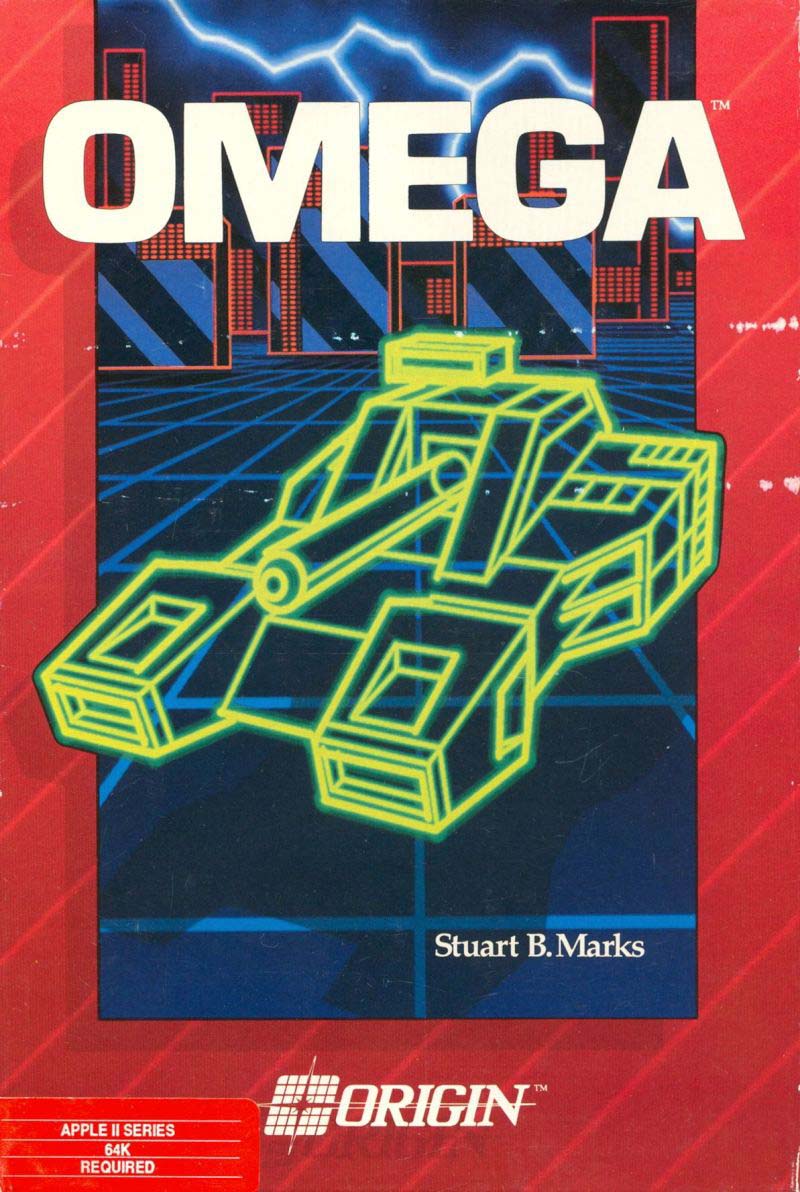 OMEGA™
Stuart B. Marks
ORIGIN™
APPLE II SERIES
64K
REQUIRED